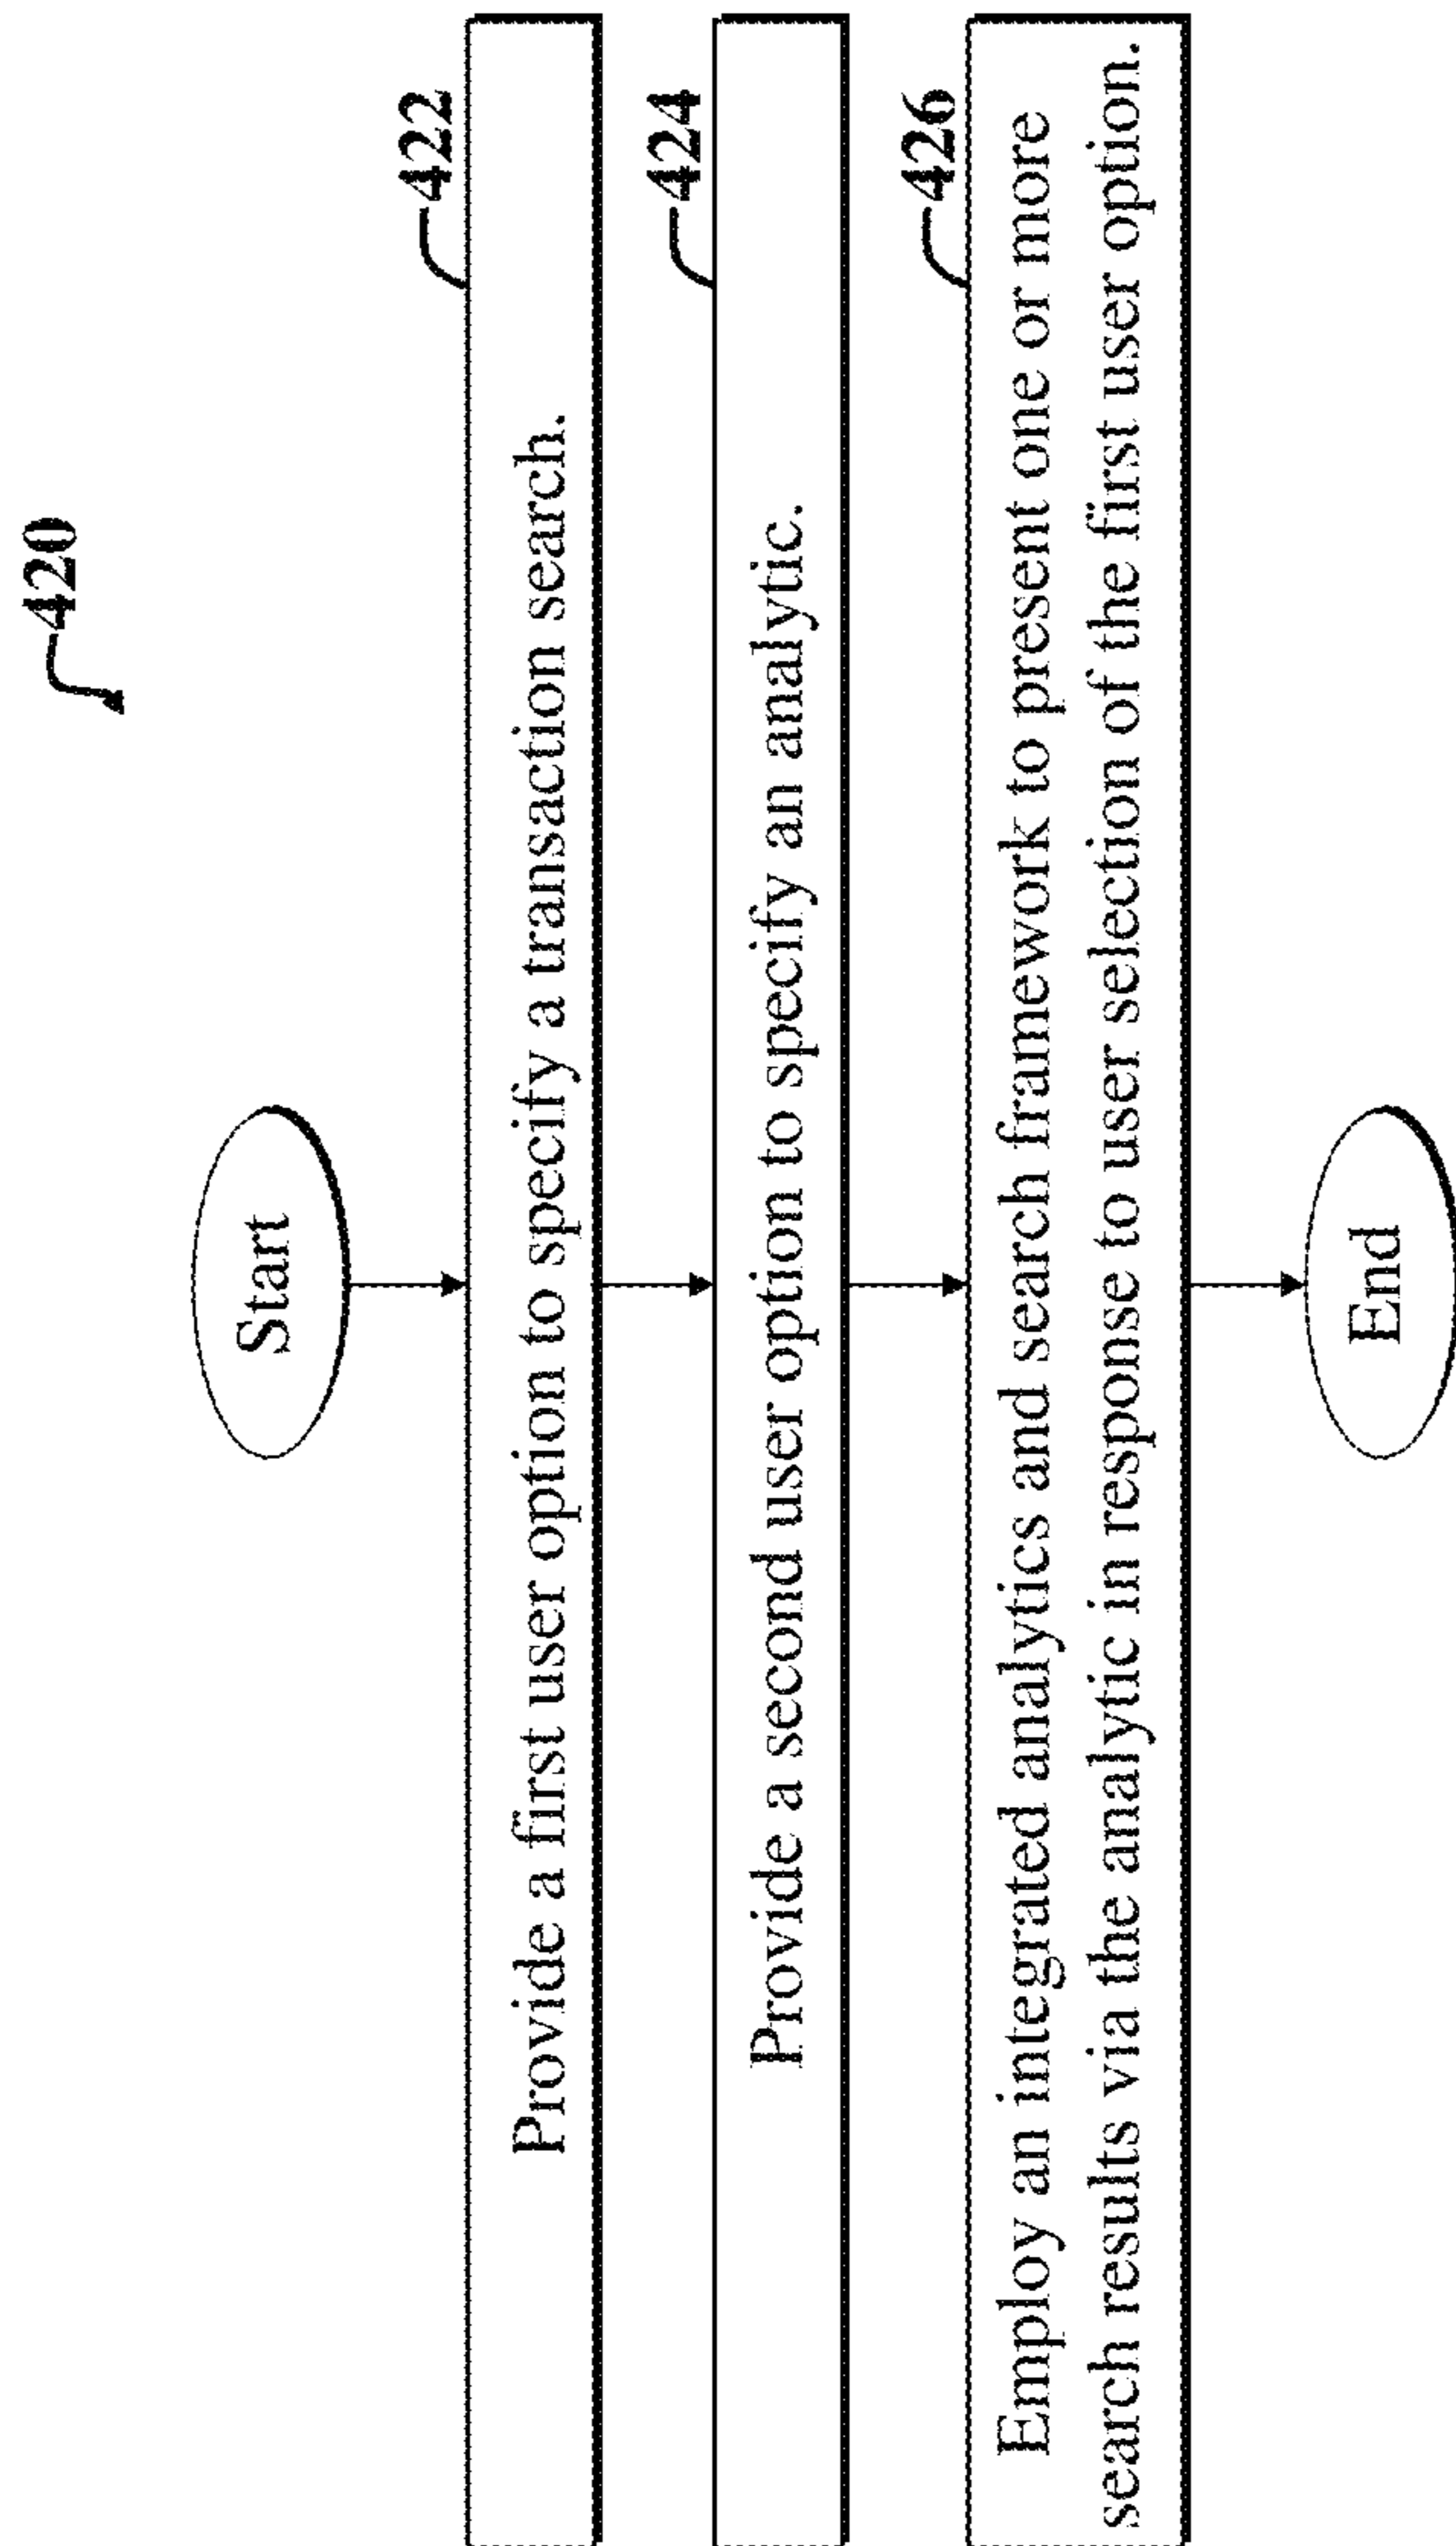 420
Start
422
Provide a first user option to specify a transaction search.
424
Provide a second user option to specify an analytic.
426
Employ an integrated analytics and search framework to present one or more
search results via the analytic in response to user selection of the first user option.
End